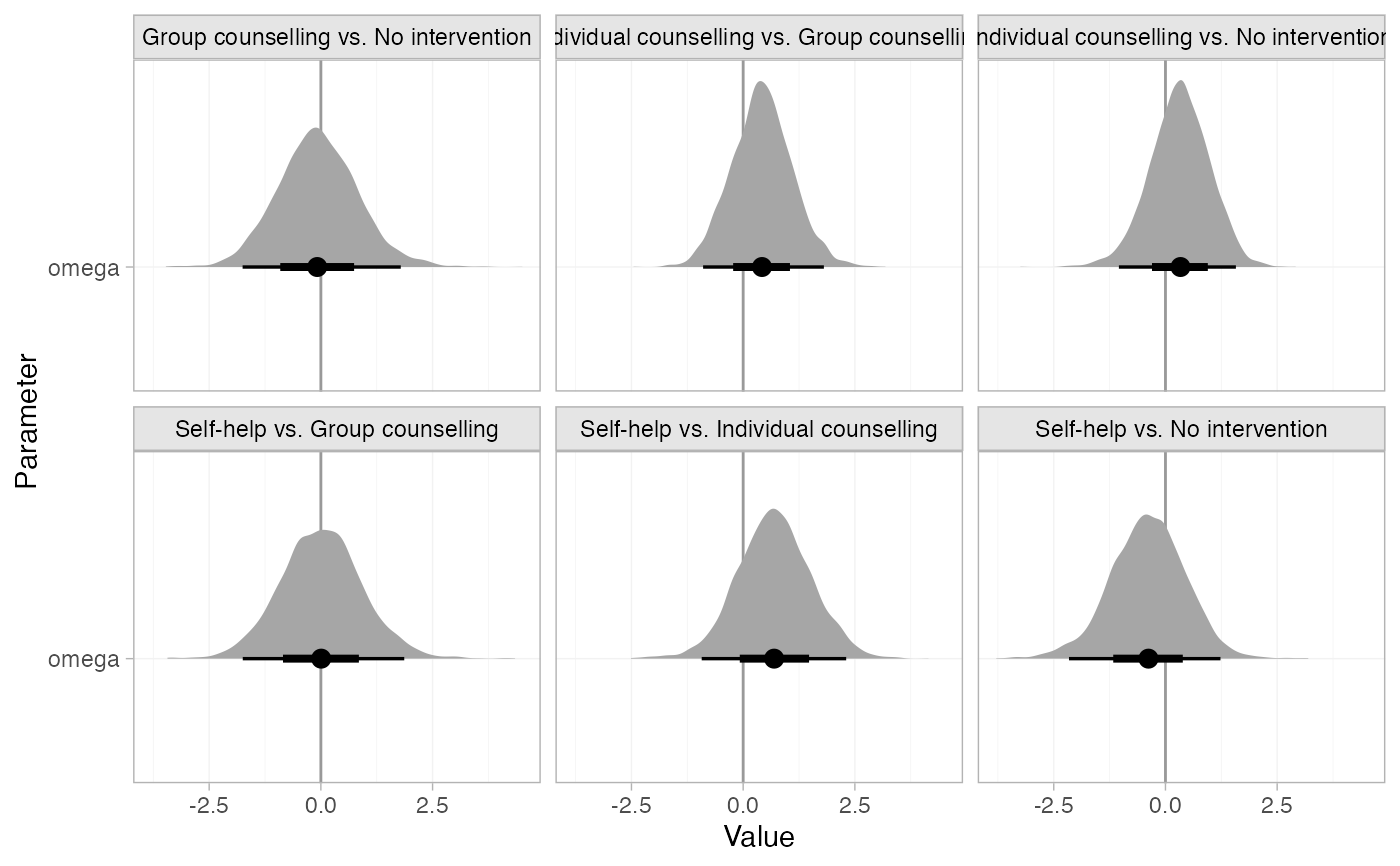 Group counselling vs. No intervention
dividual counselling vs. Group counsellin
ndividual counselling vs. No intervention
omega
Parameter
Self-help vs. Group counselling
Self-help vs. Individual counselling
Self-help vs. No intervention
omega
-2.5 0.0 2.5
-2.5 0.0 2.5
-2.5 0.0 2.5
Value